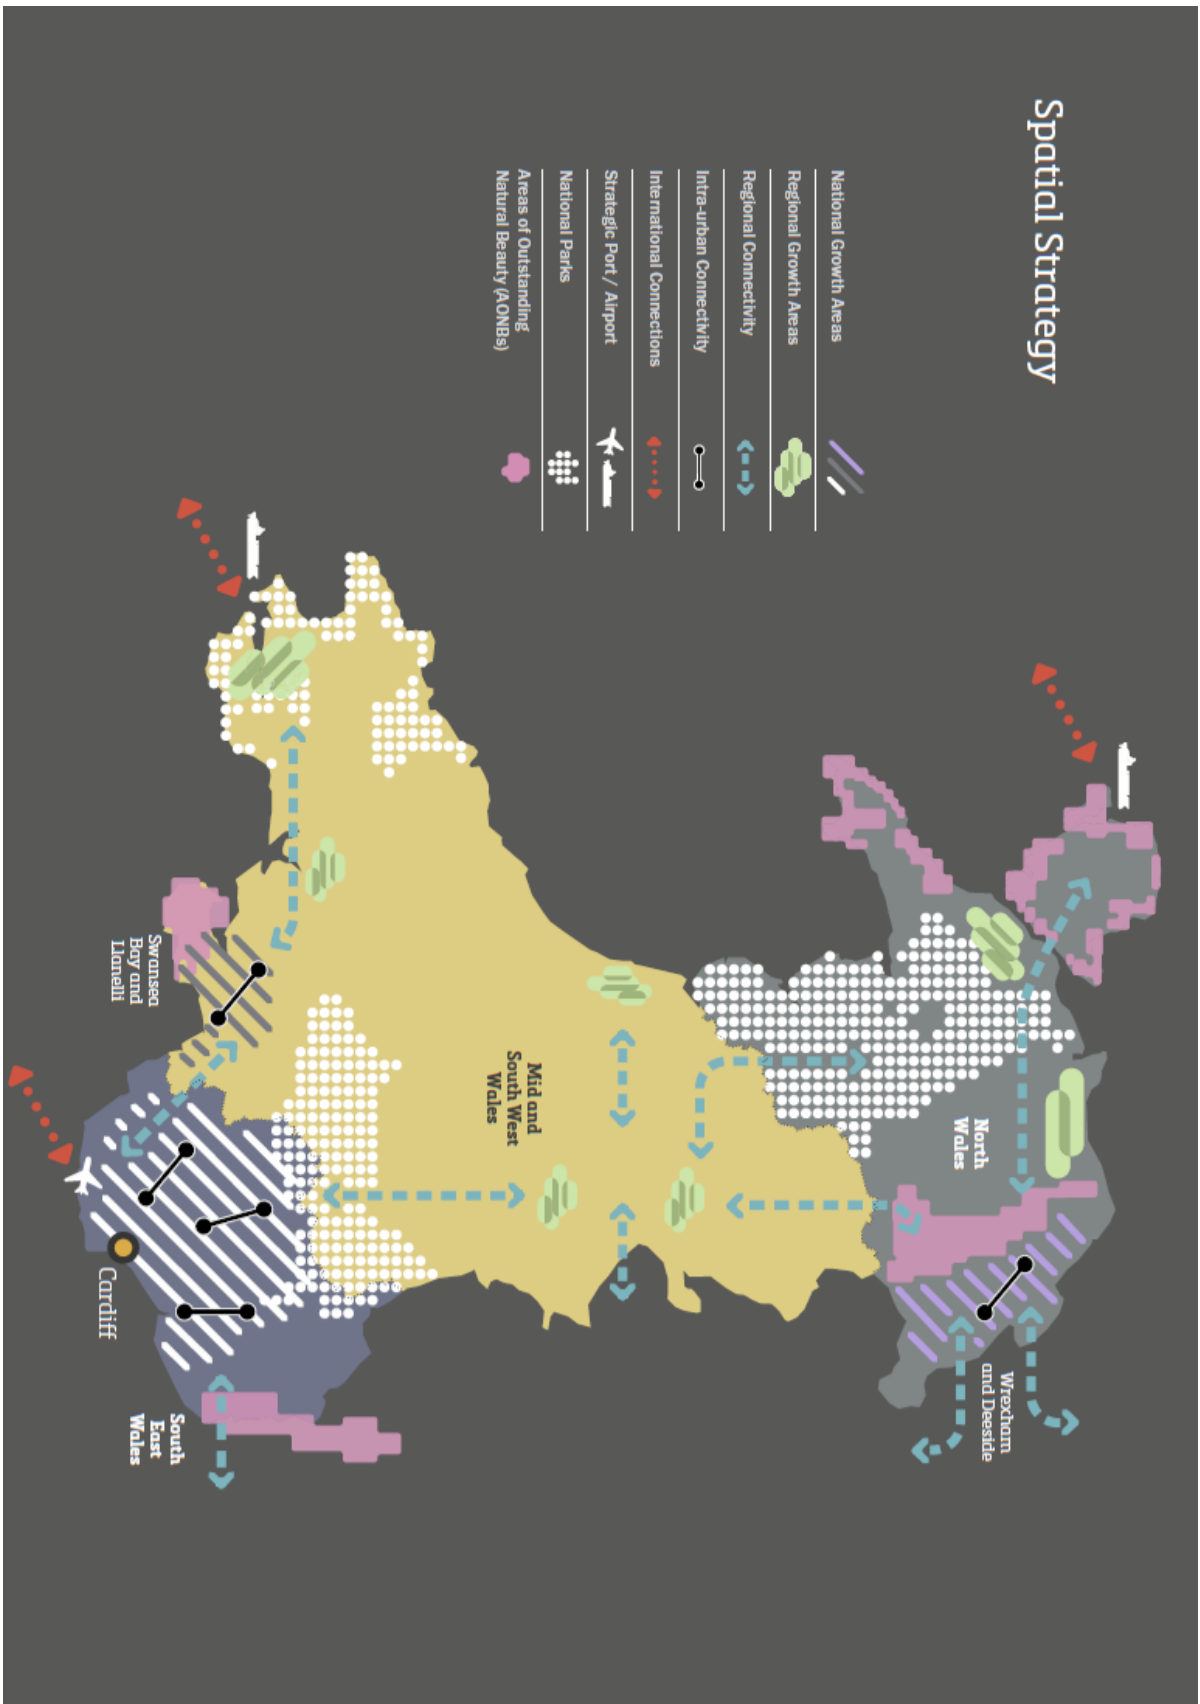 Spatial Strategy
National Growth Areas
Regional Growth Areas
Regional Connectivity
Intra-urban Connectivity
International Connections
Strategic Port / Airport
National Parks
Areas of Outstanding
Natural Beauty (AONBs)
North
Wales
Wrexham
and Deeside
Mid and
South West
Wales
Swansea
Bay and
Llanelli
Cardiff
South
East
Wales